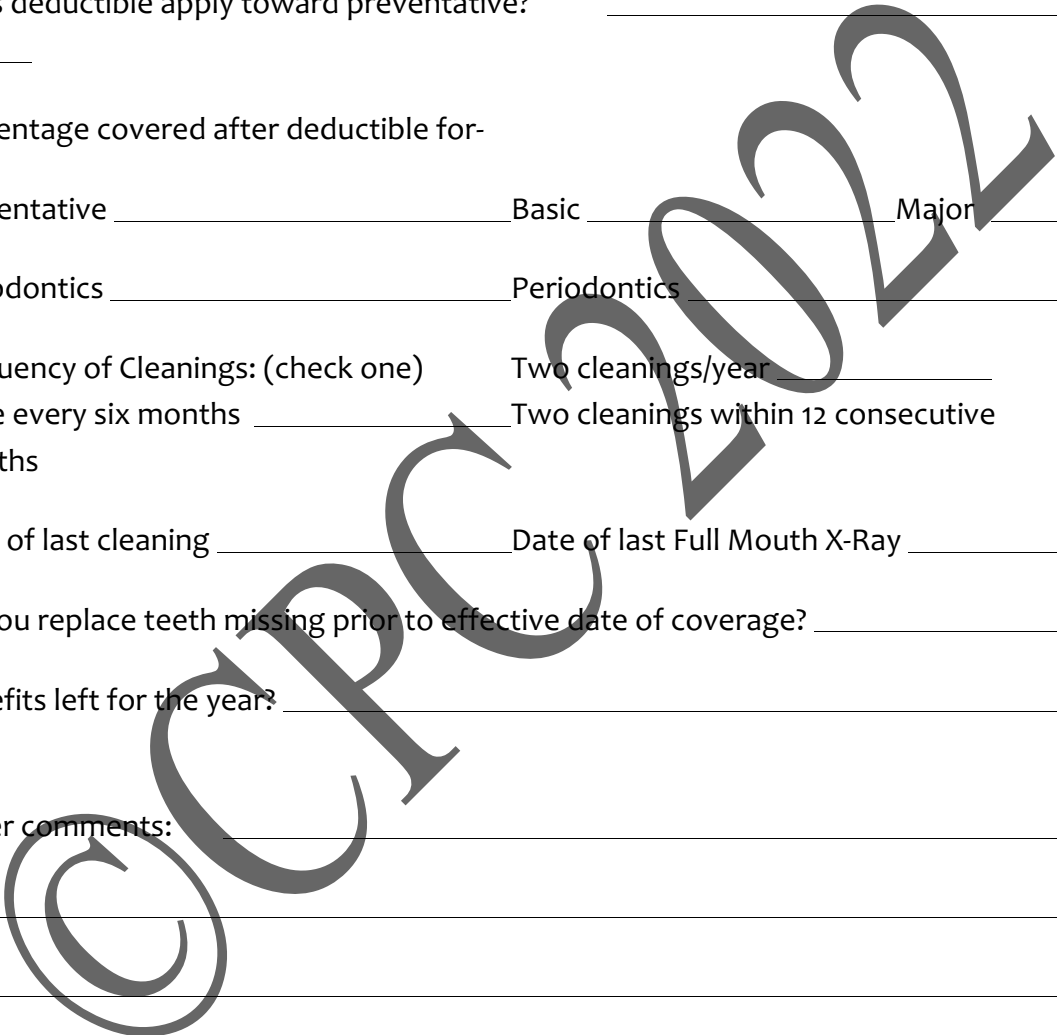 s deductible apply toward preventative?
entage covered after deductible for-
entative Basic Major
odontics Periodontics
uency of Cleanings: (check one) Two cleanings/year
e every six months Two cleanings within 12 consecutive
ths
of last cleaning Date of last Full Mouth X-Ray
ou replace teeth missing prior to effective date of coverage?
efits left for the year?
er comments:
©CPC 2022